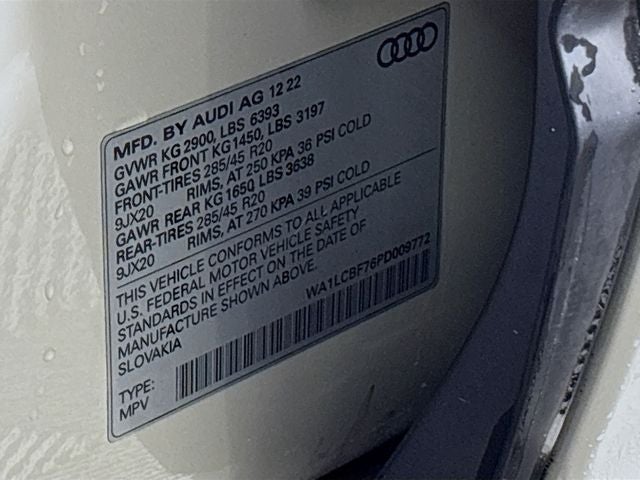 MFD. BY AUDI AG 12 22
GVWR KG 2900, LBS 6393
GAWR FRONT KG1450, LBS 3197
FRONT-TIRES 285/45 R20
9JX20 RIMS, AT 250 KPA 36 PSI COLD
GAWR REAR KG 1650 LBS 3638
REAR-TIRES 285/45 R20
9JX20 RIMS, AT 270 KPA 39 PSI COLD
THIS VEHICLE CONFORMS TO ALL APPLICABLE
U.S. FEDERAL MOTOR VEHICLE SAFETY
STANDARDS IN EFFECT ON THE DATE OF
MANUFACTURE SHOWN ABOVE.
SLOVAKIA
WA1LCBF76PD009772
TYPE:
MPV